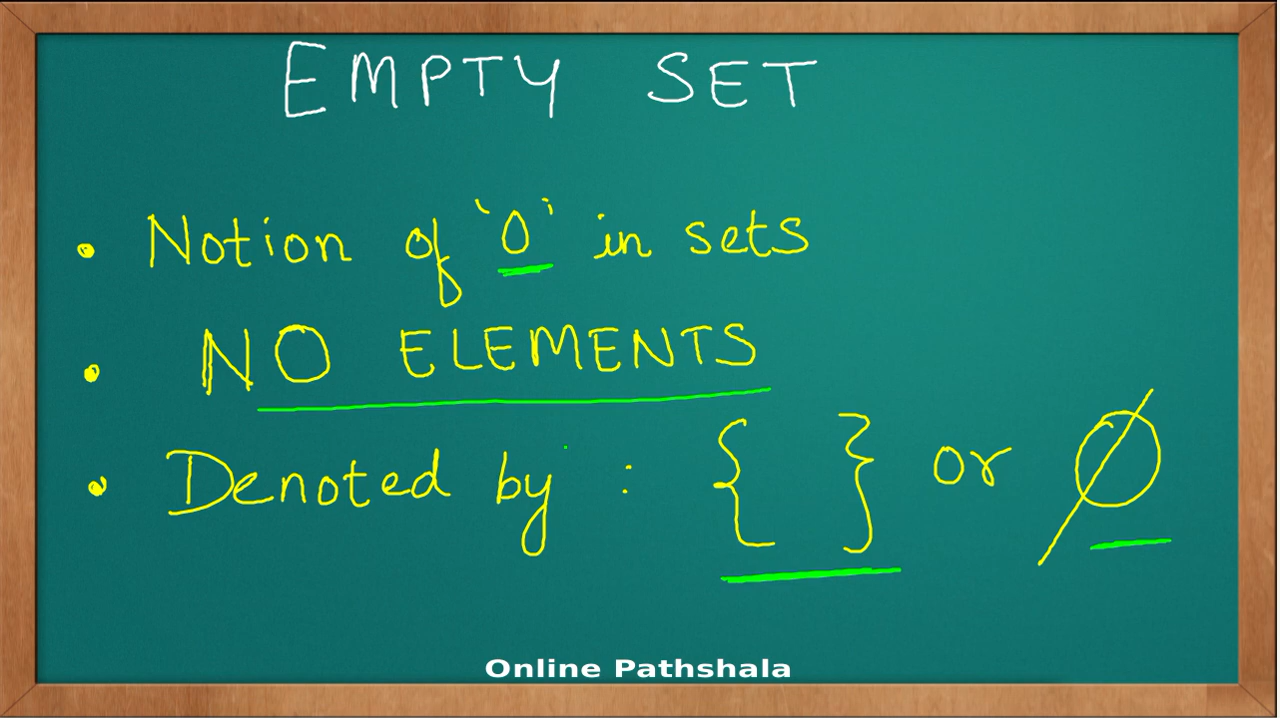 EMPTY SET
• Notion of '0' in sets
• NO ELEMENTS
• Denoted by : { } or ∅
Online Pathshala